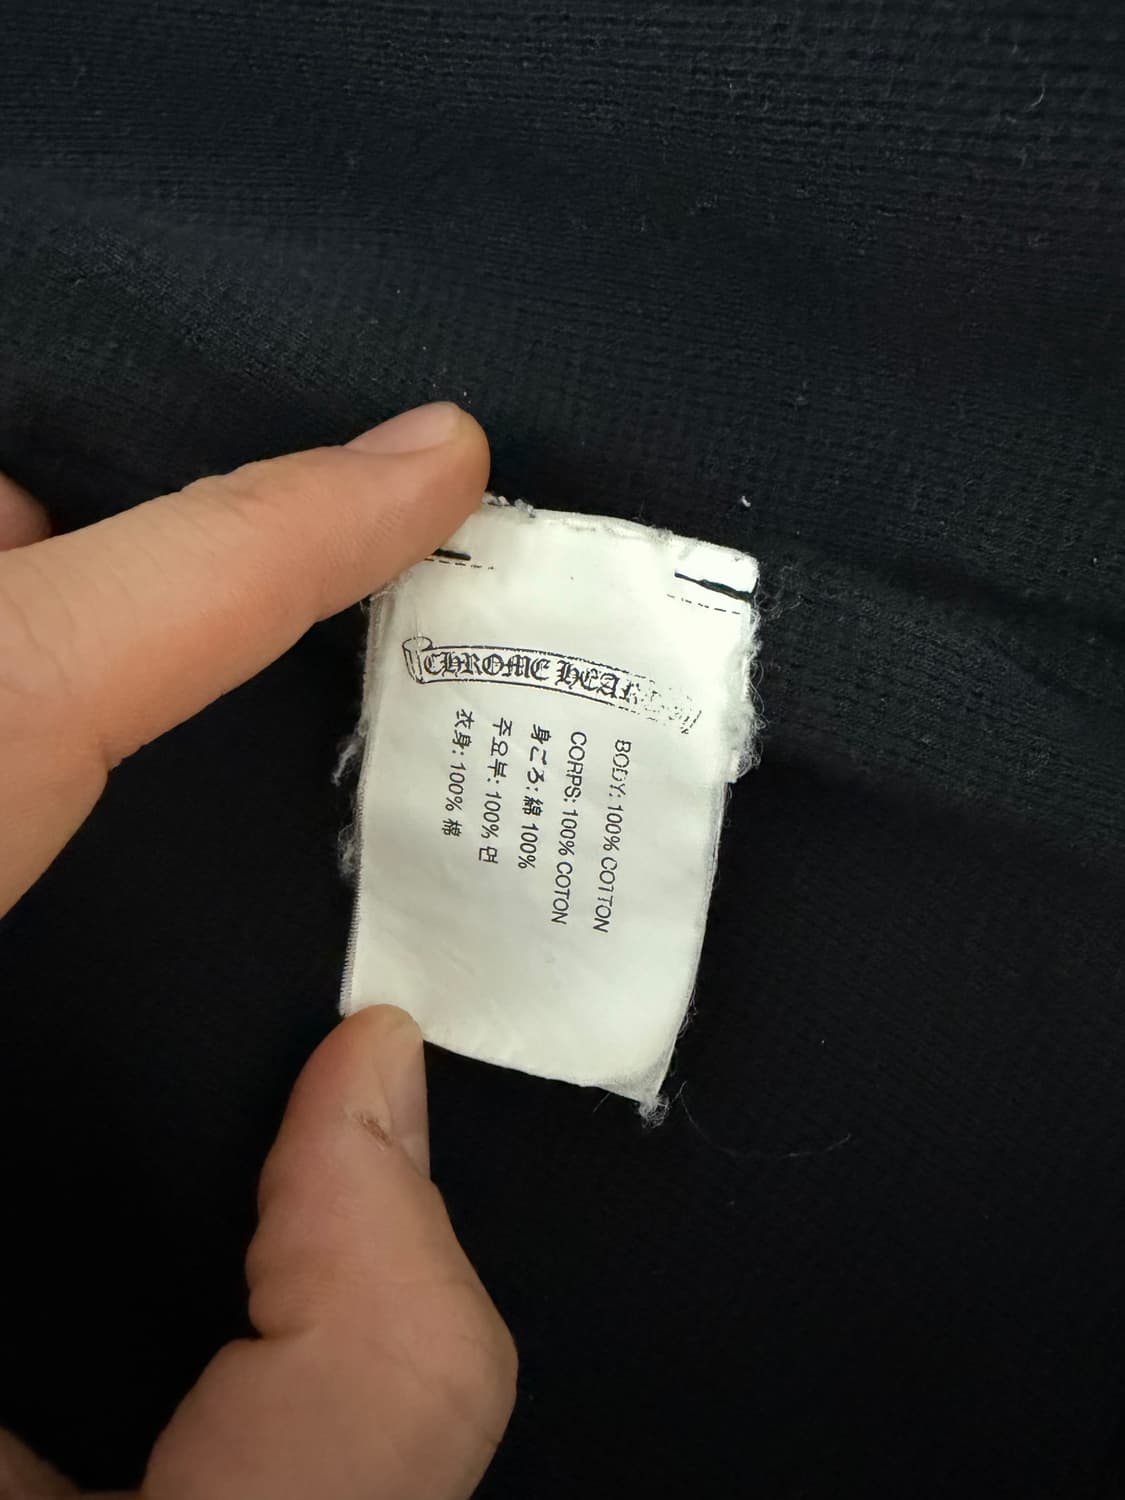 CHROME HEA
BODY: 100% COTTON
CORPS: 100% COTON
身ごろ: 綿 100%
주요부: 100% 면
衣身: 100% 棉